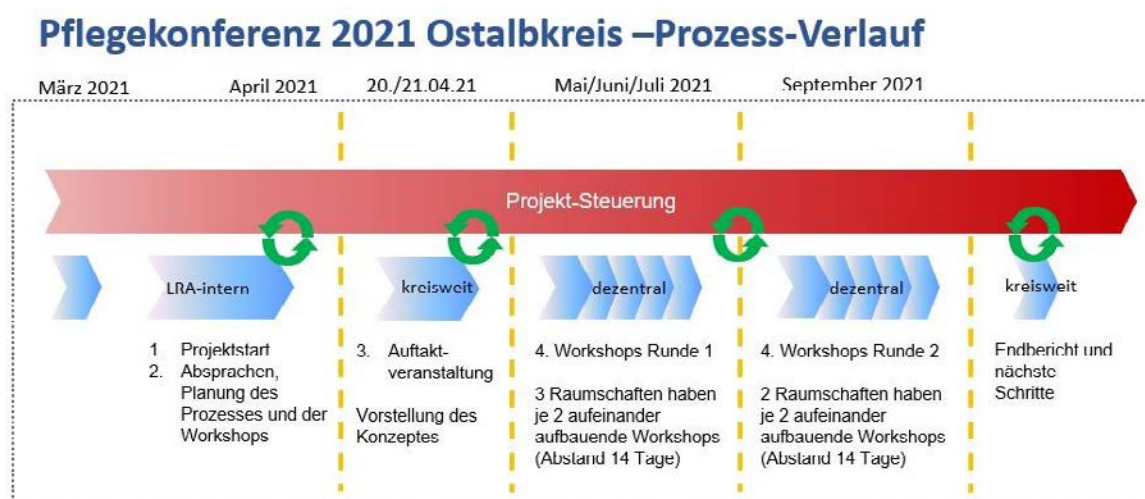 Pflegekonferenz 2021 Ostalbkreis –Prozess-Verlauf
März 2021
April 2021
20./21.04.21
Mai/Juni/Juli 2021
September 2021
Projekt-Steuerung
LRA-intern
kreisweit
dezentral
dezentral
kreisweit
1 Projektstart
2. Absprachen,
Planung des
Prozesses und der
Workshops
3. Auftakt-
veranstaltung
Vorstellung des
Konzeptes
4. Workshops Runde 1
3 Raumschaften haben
je 2 aufeinander
aufbauende Workshops
(Abstand 14 Tage)
4. Workshops Runde 2
2 Raumschaften haben
je 2 aufeinander
aufbauende Workshops
(Abstand 14 Tage)
Endbericht und
nächste
Schritte